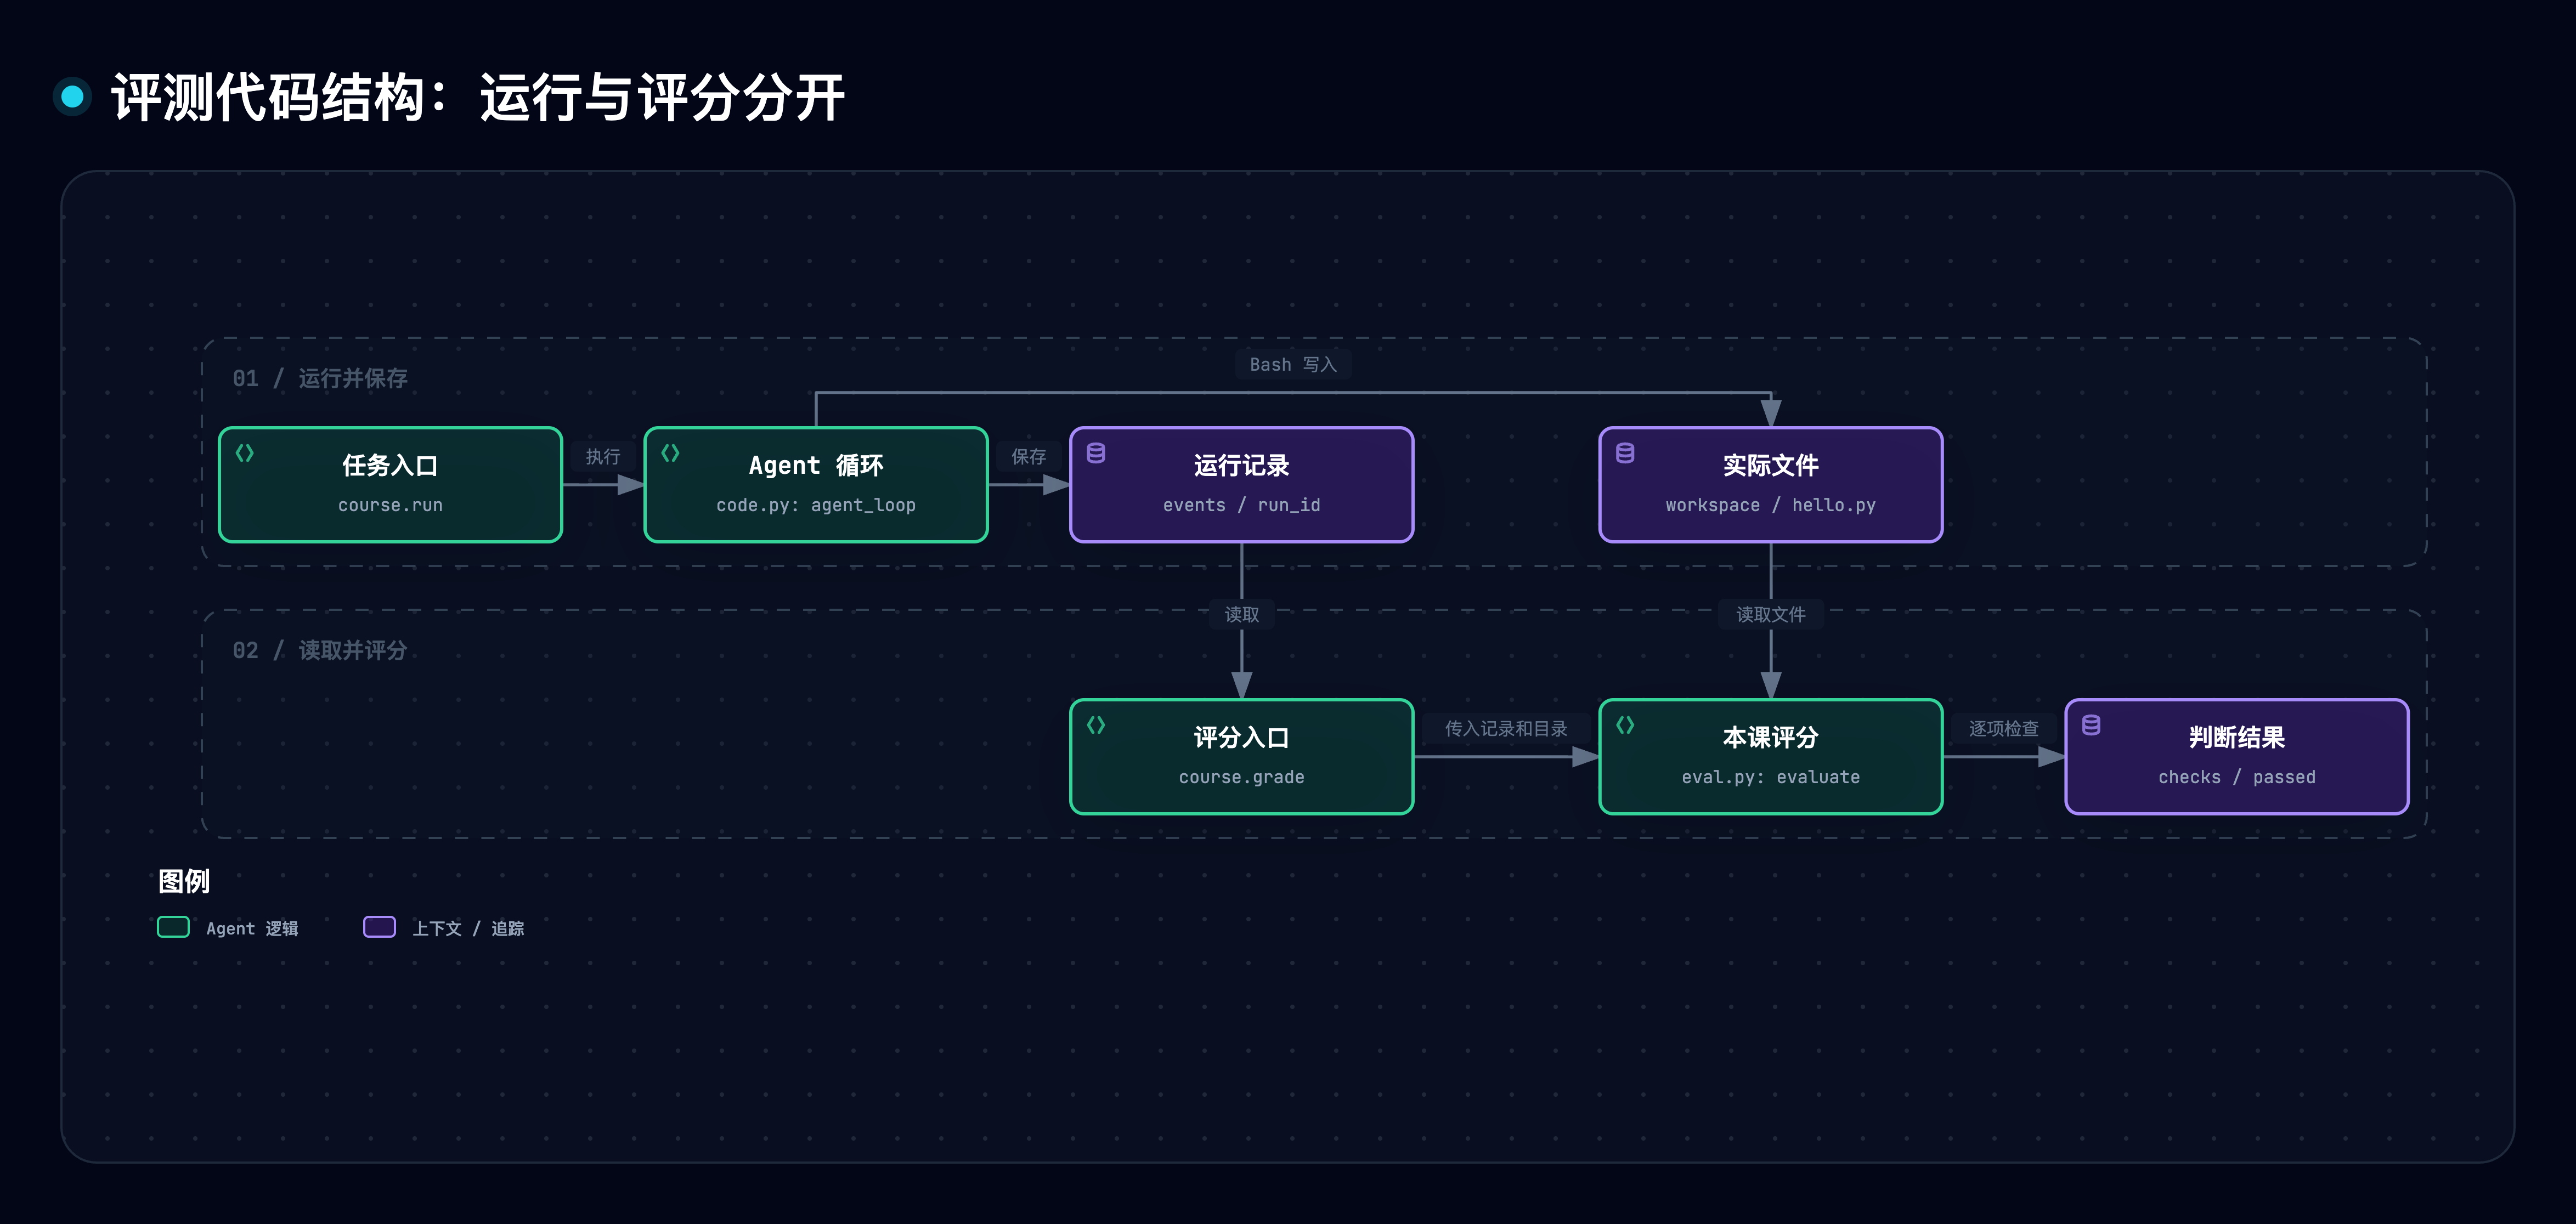 评测代码结构：运行与评分分开
01 / 运行并保存
Bash 写入
任务入口
course.run
执行
Agent 循环
code.py: agent_loop
保存
运行记录
events / run_id
实际文件
workspace / hello.py
读取
读取文件
02 / 读取并评分
评分入口
course.grade
传入记录和目录
本课评分
eval.py: evaluate
逐项检查
判断结果
checks / passed
图例
Agent 逻辑
上下文 / 追踪